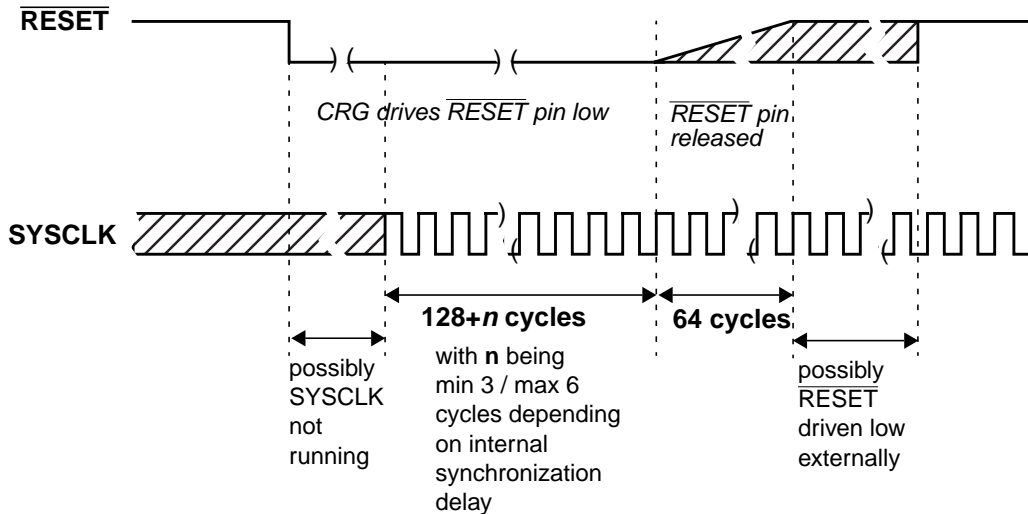 RESET
CRG drives RESET pin low
RESET pin
released
SYSCLK
128+n cycles
with n being
min 3 / max 6
cycles depending
on internal
synchronization
delay
64 cycles
possibly
SYSCLK
not
running
possibly
RESET
driven low
externally